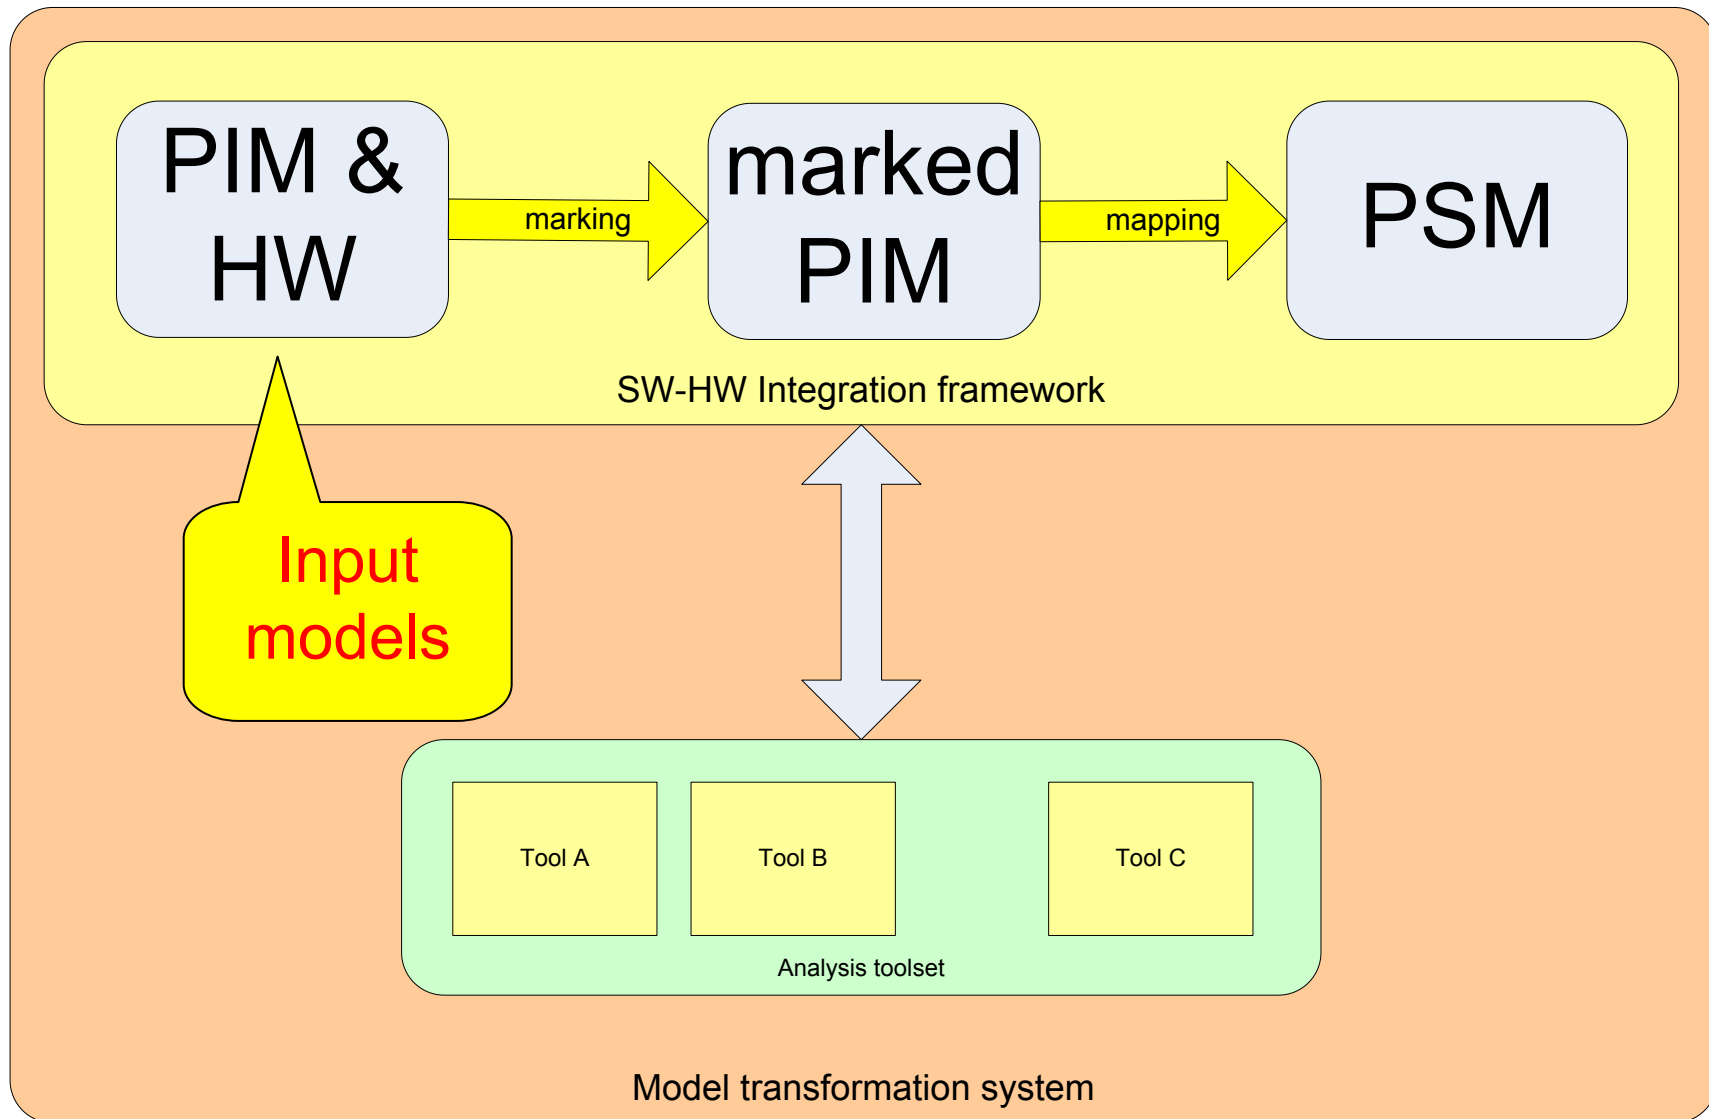 PIM &
HW
marking
marked
PIM
mapping
PSM
SW-HW Integration framework
Input
models
Tool A
Tool B
Tool C
Analysis toolset
Model transformation system